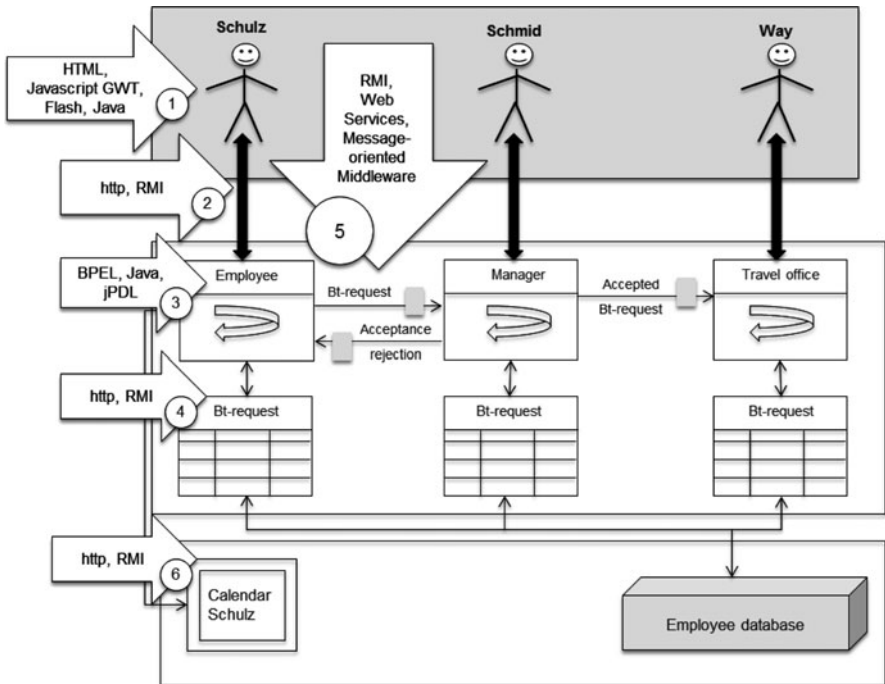 Schulz
Schmid
Way
HTML,
Javascript GWT,
Flash, Java
1
RMI,
Web
Services,
Message-
oriented
Middleware
5
http, RMI
2
BPEL, Java,
jPDL
3
Employee
Manager
Travel office
Bt-request
Accepted
Bt-request
Acceptance
rejection
http, RMI
4
Bt-request
Bt-request
Bt-request
http, RMI
6
Calendar
Schulz
Employee database